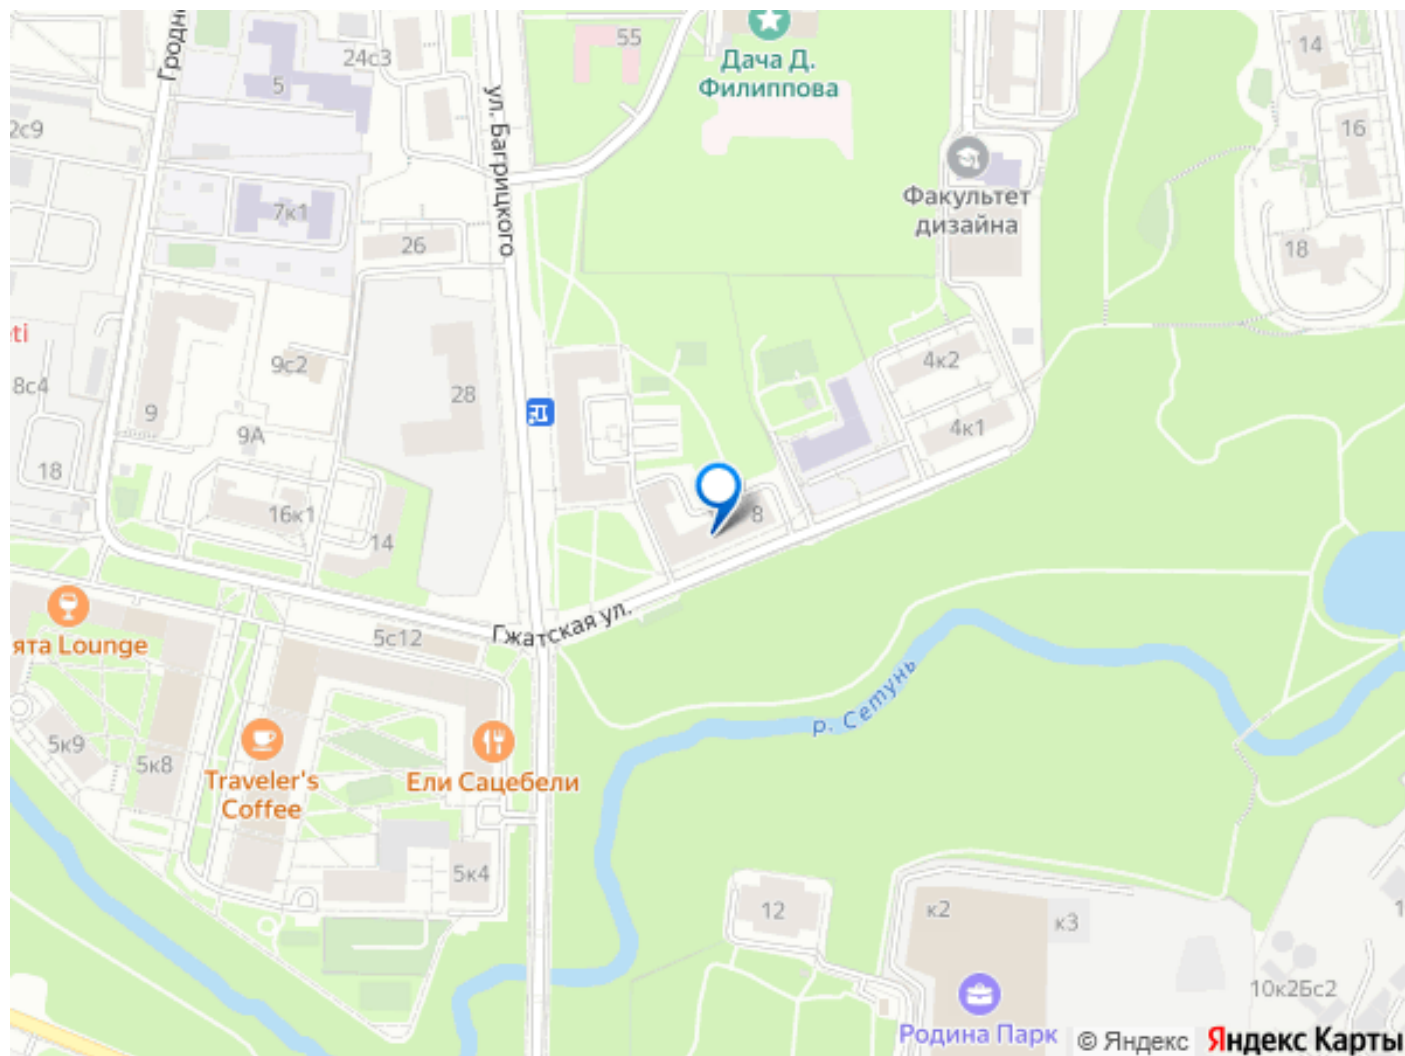 55
Дача Д.
Филиппова
14
24с3
Гродн
5
ул. Багрицкого
2с9
16
Факультет
дизайна
7к1
26
18
ti
9с2
8с4
28
9
4к2
9А
4к1
18
16к1
8
14
Гжатская ул.
5с12
ята Lounge
р. Сетунь
5к9
5к8
Traveler's
Coffee
Ели Сацебели
5к4
12
к2
к3
1
10к2Бс2
Родина Парк
© Яндекс
Яндекс Карты